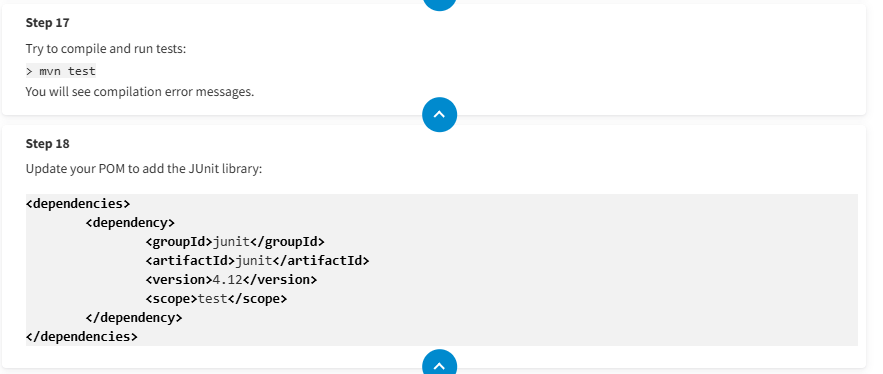 Step 17
Try to compile and run tests:
> mvn test
You will see compilation error messages.
Step 18
Update your POM to add the JUnit library:
<dependencies>
<dependency>
<groupId>junit</groupId>
<artifactId>junit</artifactId>
<version>4.12</version>
<scope>test</scope>
</dependency>
</dependencies>